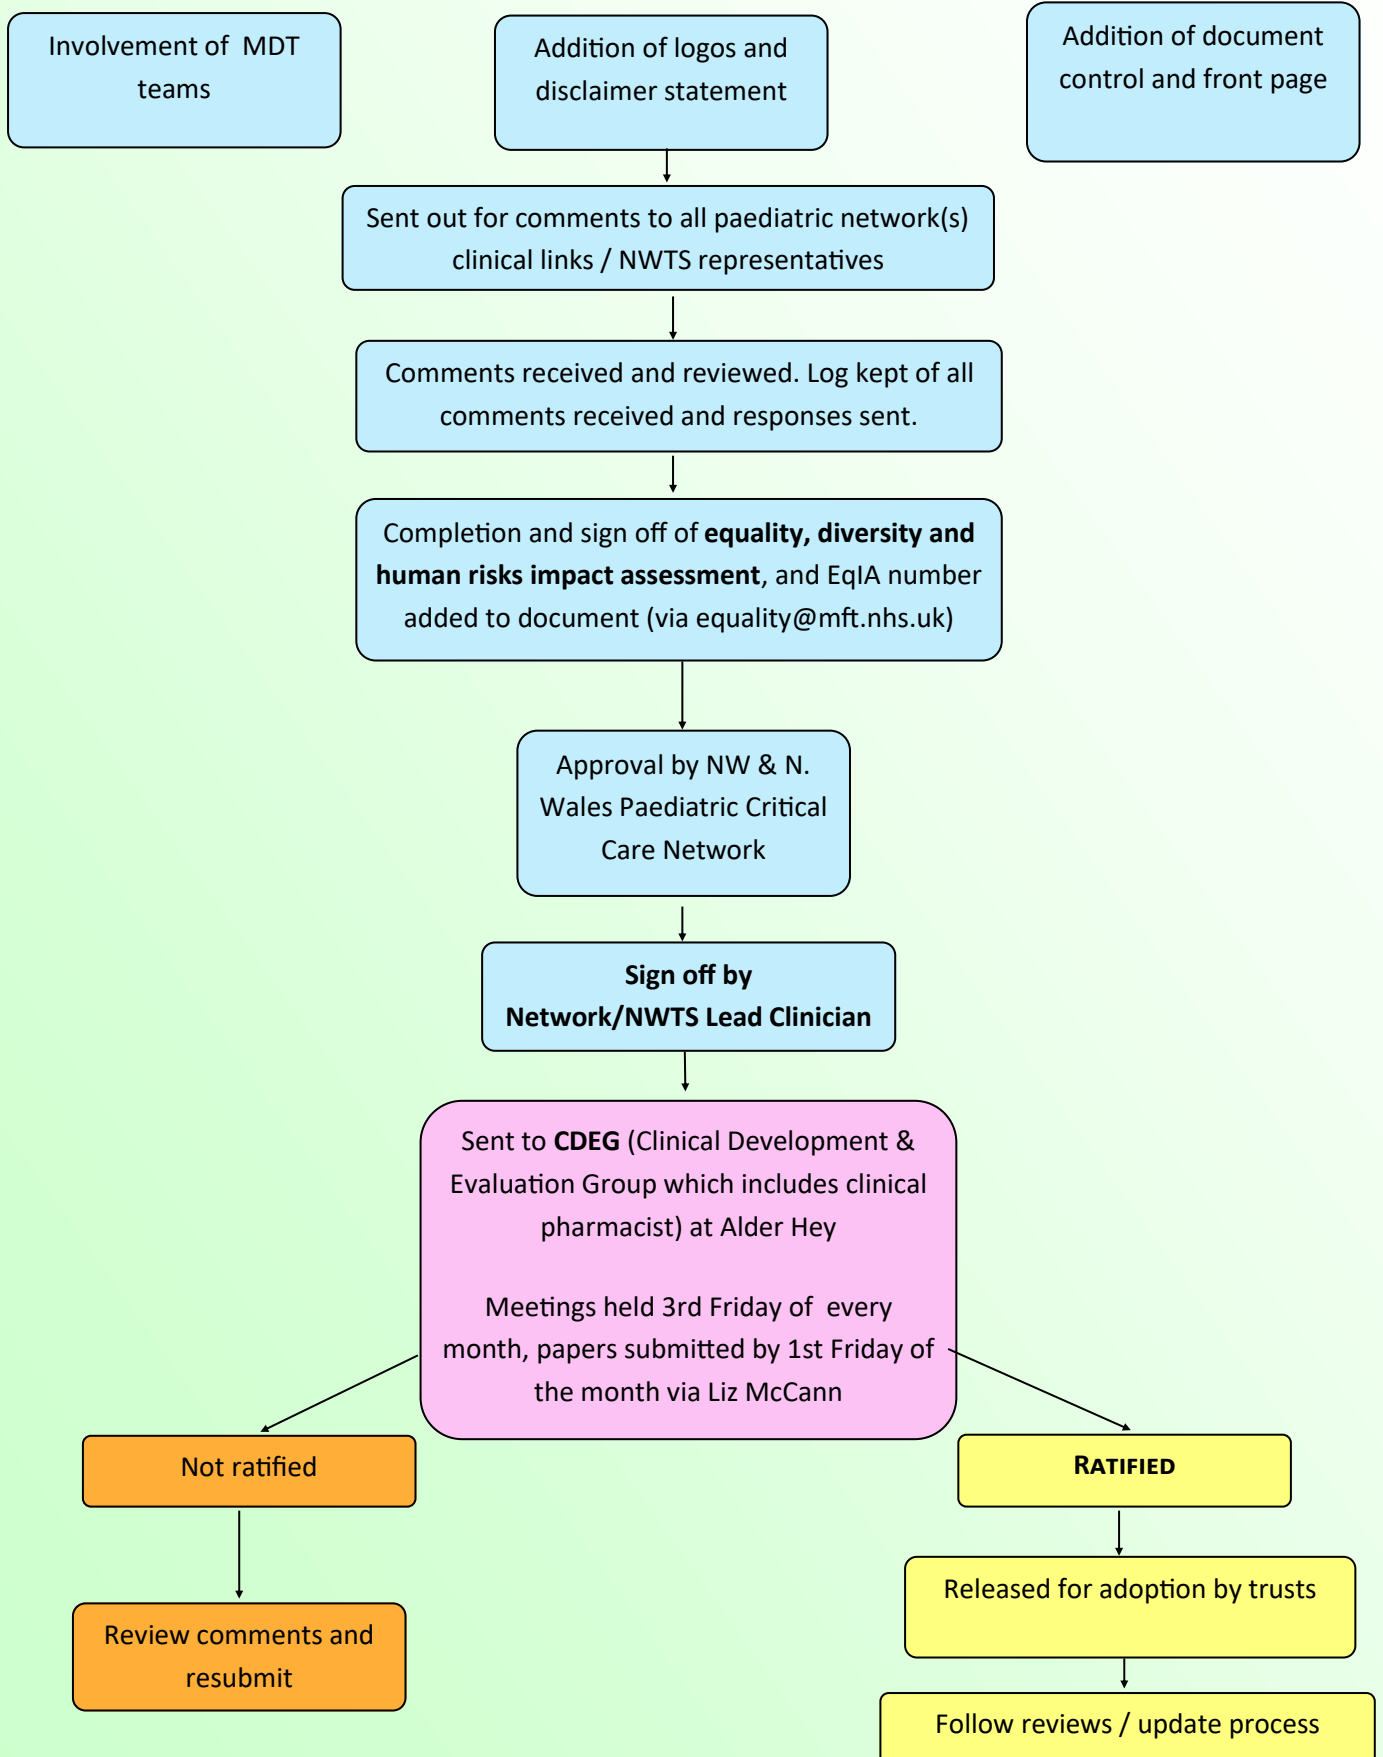 Involvement of MDT
teams
Addition of logos and
disclaimer statement
Addition of document
control and front page
Sent out for comments to all paediatric network(s)
clinical links / NWTS representatives
Comments received and reviewed. Log kept of all
comments received and responses sent.
Completion and sign off of equality, diversity and
human risks impact assessment, and EqIA number
added to document (via equality@mft.nhs.uk)
Approval by NW & N.
Wales Paediatric Critical
Care Network
Sign off by
Network/NWTS Lead Clinician
Sent to CDEG (Clinical Development &
Evaluation Group which includes clinical
pharmacist) at Alder Hey
Meetings held 3rd Friday of every
month, papers submitted by 1st Friday of
the month via Liz McCann
Not ratified
Review comments and
resubmit
RATIFIED
Released for adoption by trusts
Follow reviews / update process